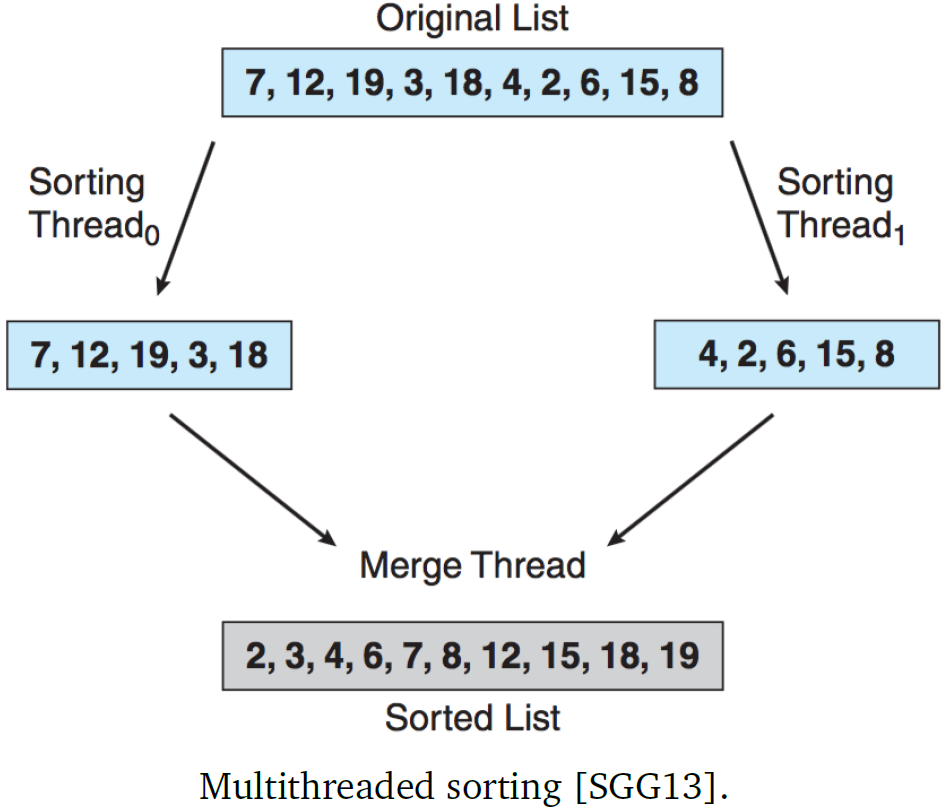 Original List
7, 12, 19, 3, 18, 4, 2, 6, 15, 8
Sorting
Thread0
Sorting
Thread1
7, 12, 19, 3, 18
4, 2, 6, 15, 8
Merge Thread
2, 3, 4, 6, 7, 8, 12, 15, 18, 19
Sorted List
Multithreaded sorting [SGG13].